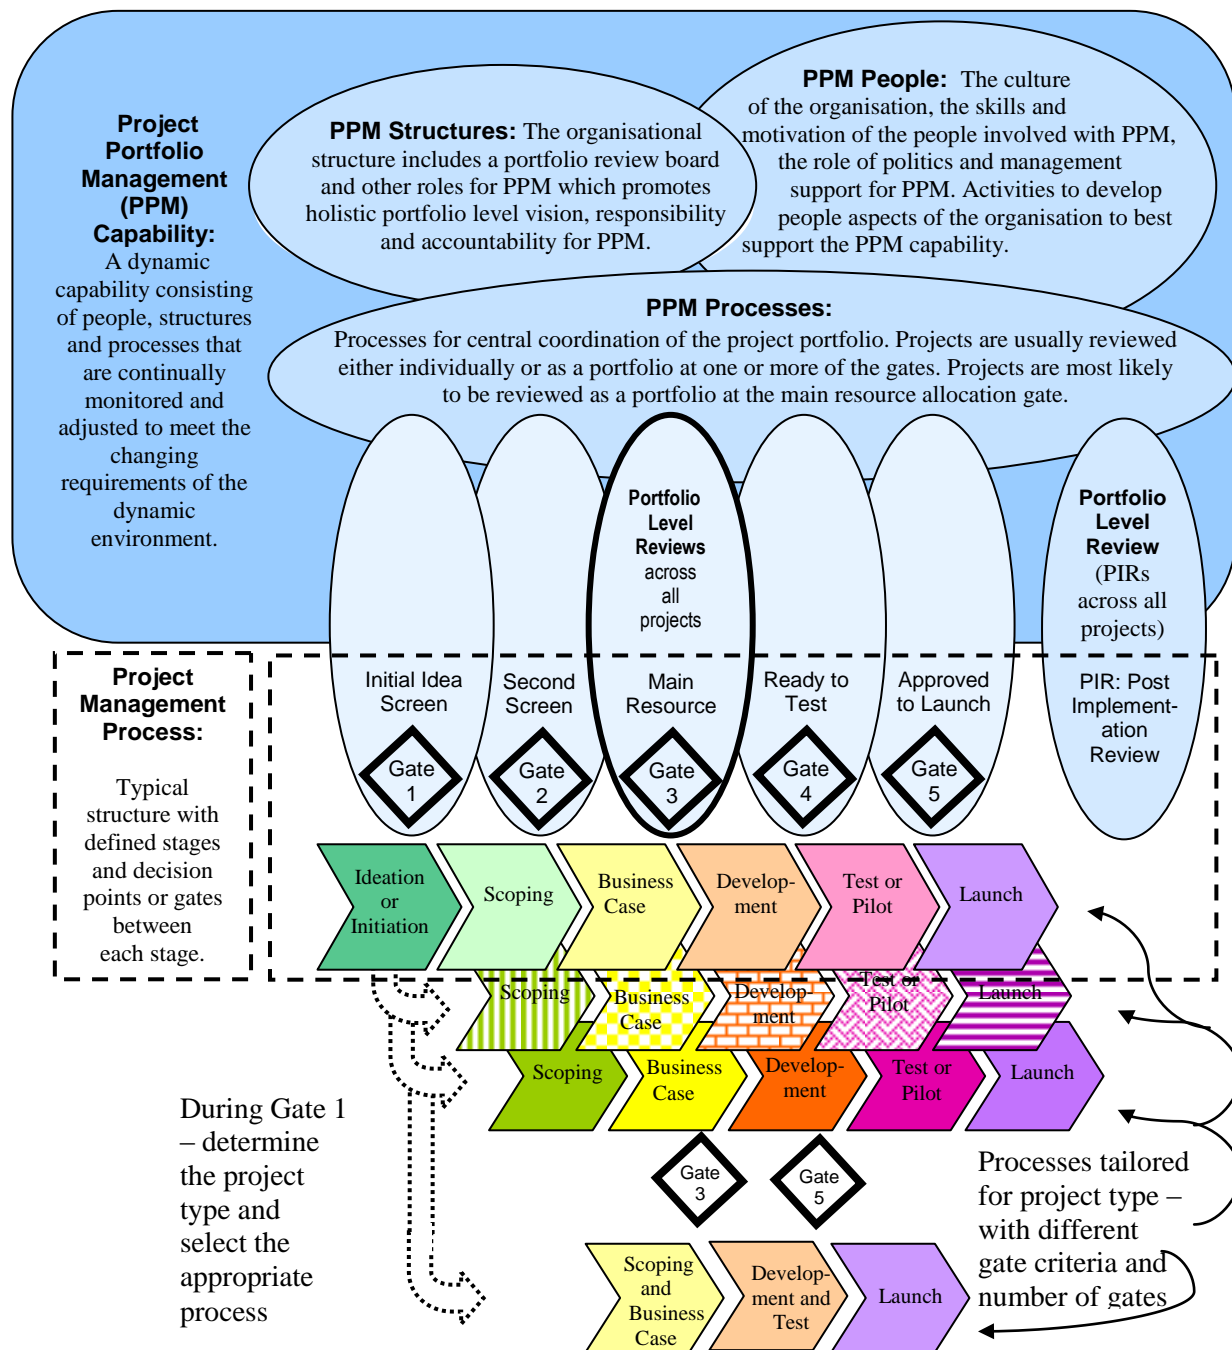 Project
Portfolio
Management
(PPM)
Capability:
A dynamic
capability consisting
of people, structures
and processes that
are continually
monitored and
adjusted to meet the
changing
requirements of the
dynamic
environment.
PPM Structures: The organisational
structure includes a portfolio review board
and other roles for PPM which promotes
holistic portfolio level vision, responsibility
and accountability for PPM.
PPM People: The culture
of the organisation, the skills and
motivation of the people involved with PPM,
the role of politics and management
support for PPM. Activities to develop
people aspects of the organisation to best
support the PPM capability.
PPM Processes:
Processes for central coordination of the project portfolio. Projects are usually reviewed
either individually or as a portfolio at one or more of the gates. Projects are most likely
to be reviewed as a portfolio at the main resource allocation gate.
Portfolio
Level
Reviews
across
all
projects
Portfolio
Level
Review
(PIRs
across all
projects)
Project
Management
Process:
Typical
structure with
defined stages
and decision
points or gates
between
each stage.
Initial Idea
Screen
Second
Screen
Main
Resource
Ready to
Test
Approved
to Launch
PIR: Post
Implement-
ation
Review
Gate
1
Gate
2
Gate
3
Gate
4
Gate
5
Ideation
or
Initiation
Scoping
Business
Case
Develop-
ment
Test or
Pilot
Launch
Scoping
Business
Case
Develop-
ment
Test or
Pilot
Launch
Scoping
Business
Case
Develop-
ment
Test or
Pilot
Launch
During Gate 1
– determine
the project
type and
select the
appropriate
process
Gate
3
Gate
5
Processes tailored
for project type –
with different
gate criteria and
number of gates
Scoping
and
Business
Case
Develop-
ment and
Test
Launch